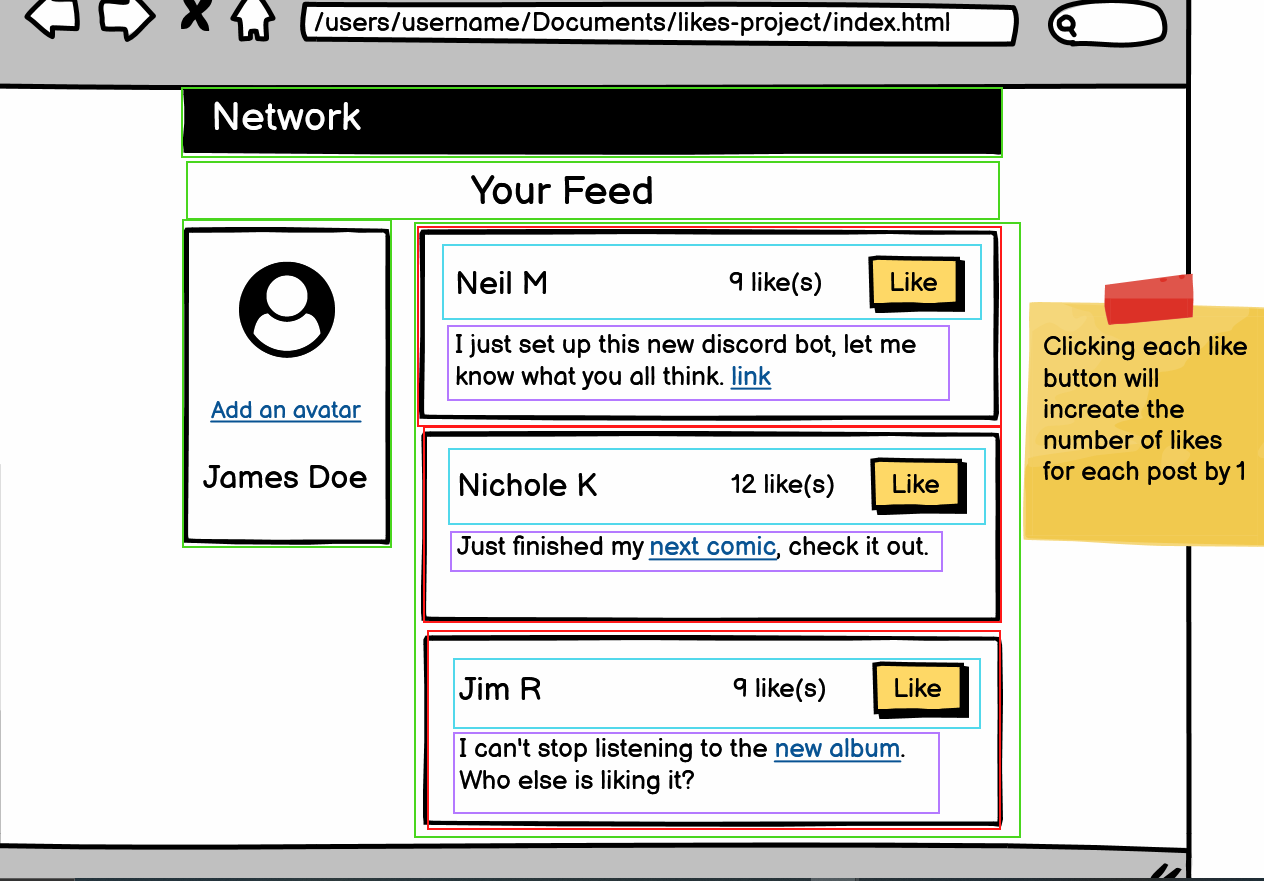 /users/username/Documents/likes-project/index.html
Network
Your Feed
Add an avatar
James Doe
Neil M 9 like(s) Like
I just set up this new discord bot, let me
know what you all think. link
Nichole K 12 like(s) Like
Just finished my next comic, check it out.
Jim R 9 like(s) Like
I can't stop listening to the new album.
Who else is liking it?
Clicking each like
button will
increate the
number of likes
for each post by 1